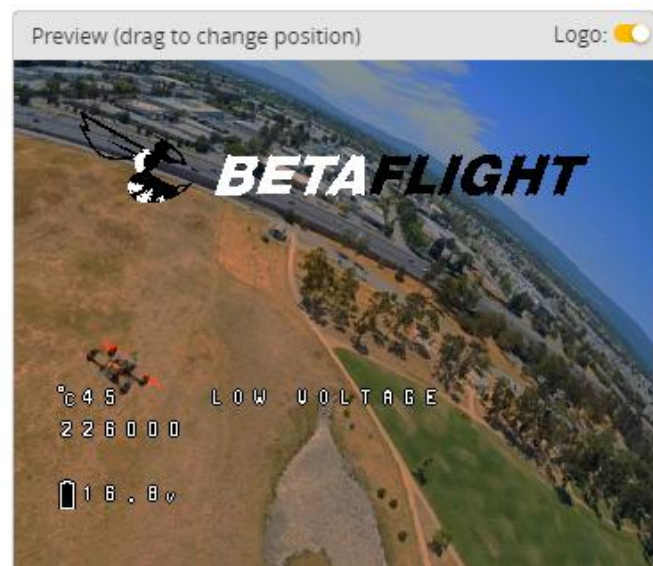 Preview (drag to change position) Logo:
BETAFLIGHT
°C45 LOW VOLTAGE
226000
16.8v